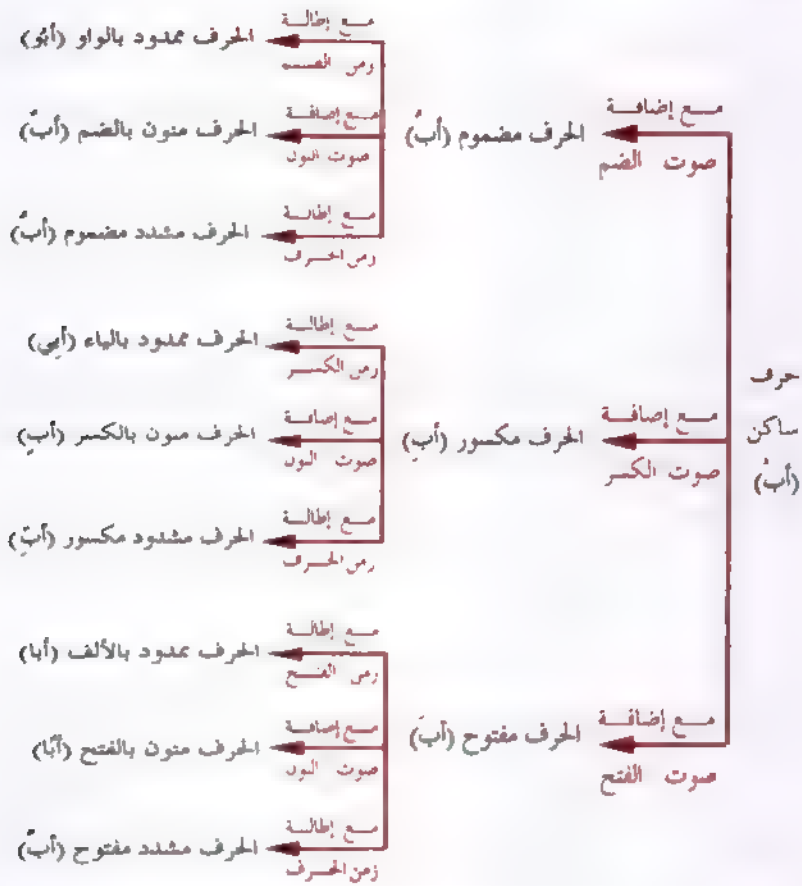 حرف
ساكن
(أبْ)
مع إضافة
صوت الضم
الحرف مضموم (أبُ)
مع إطالة
زمن الضم
الحرف ممدود بالواو (أبُو)
مع إضافة
صوت النون
الحرف منون بالضم (أبٌ)
مع إطالة
زمن الحرف
الحرف مشدد مضموم (أبُّ)
مع إضافة
صوت الكسر
الحرف مكسور (أبِ)
مع إطالة
زمن الكسر
الحرف ممدود بالياء (أبِي)
مع إضافة
صوت النون
الحرف منون بالكسر (أبٍ)
مع إطالة
زمن الحرف
الحرف مشدود مكسور (أبِّ)
مع إضافة
صوت الفتح
الحرف مفتوح (أبَ)
مع إطالة
زمن الفتح
الحرف ممدود بالألف (أبا)
مع إضافة
صوت النون
الحرف منون بالفتح (أبًا)
مع إطالة
زمن الحرف
الحرف مشدد مفتوح (أبَّ)